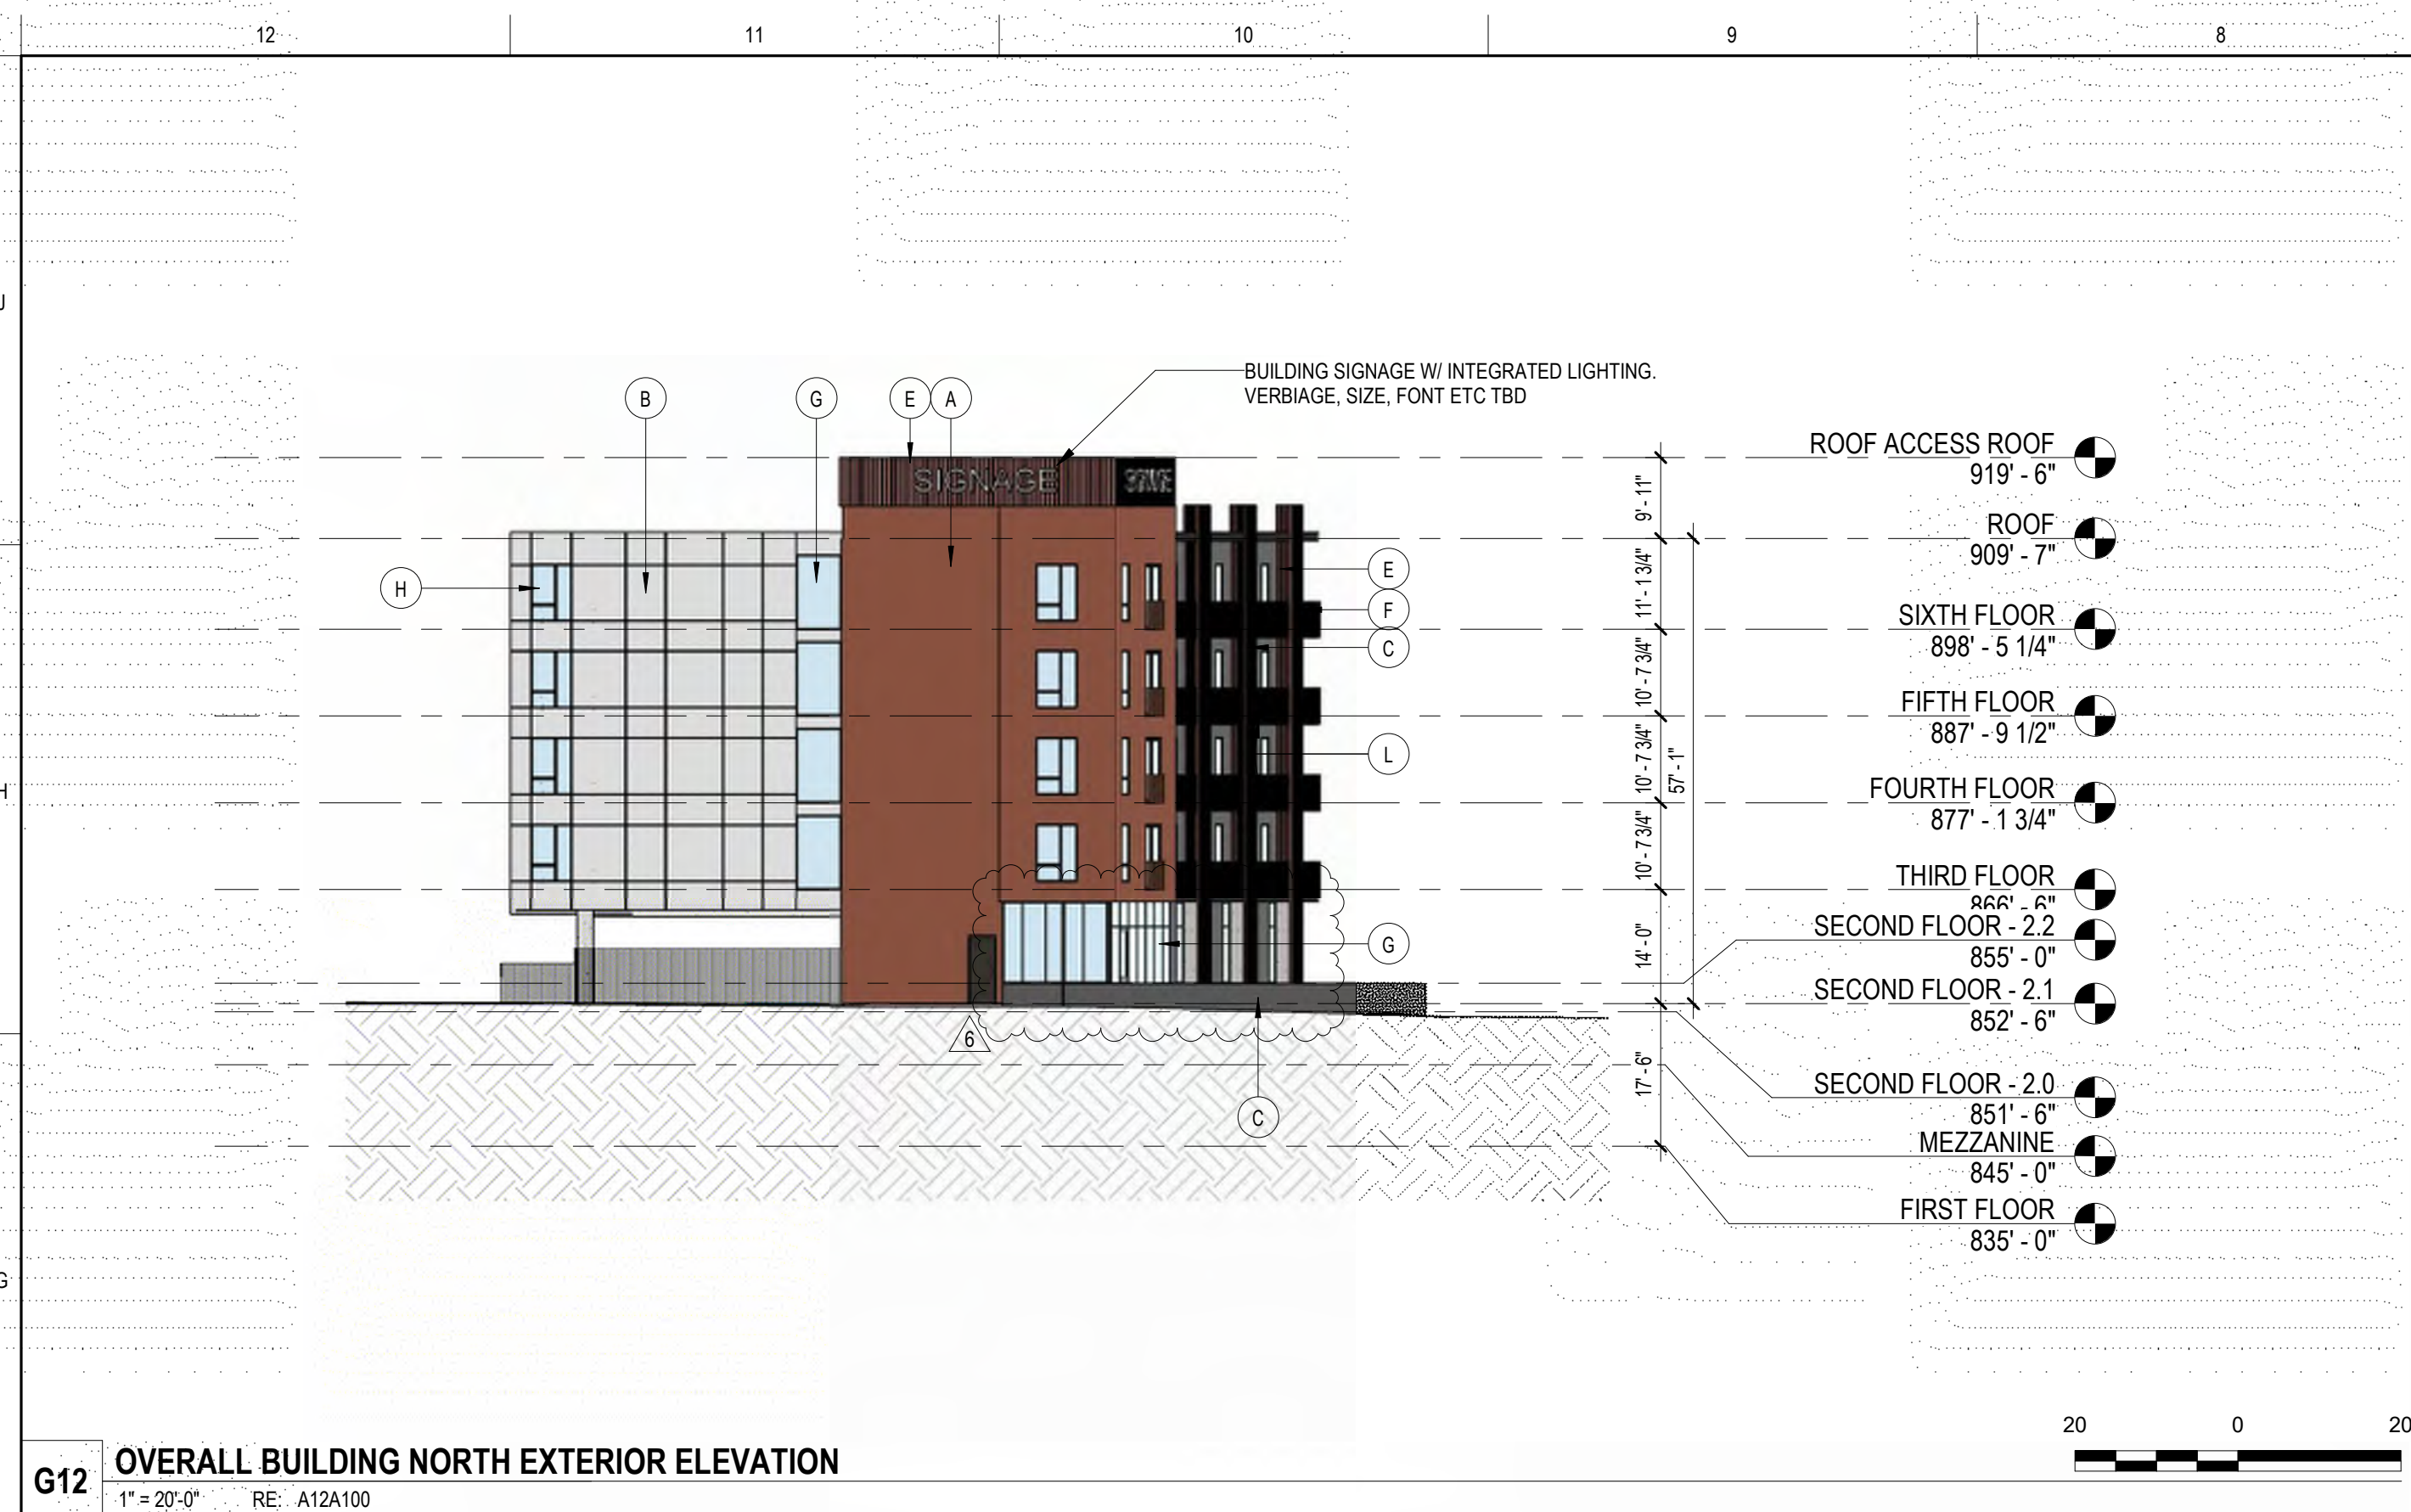 12
11
10
9
8
J
H
G
BUILDING SIGNAGE W/ INTEGRATED LIGHTING.
VERBIAGE, SIZE, FONT ETC TBD
B
G
E
A
SIGNAGE
H
E
F
C
L
G
C
6
9' - 11"
11' - 1 3/4"
10' - 7 3/4"
10' - 7 3/4"
10' - 7 3/4"
14' - 0"
17' - 6"
57' - 1"
ROOF ACCESS ROOF
919' - 6"
ROOF
909' - 7"
SIXTH FLOOR
898' - 5 1/4"
FIFTH FLOOR
887' - 9 1/2"
FOURTH FLOOR
877' - 1 3/4"
THIRD FLOOR
866' - 6"
SECOND FLOOR - 2.2
855' - 0"
SECOND FLOOR - 2.1
852' - 6"
SECOND FLOOR - 2.0
851' - 6"
MEZZANINE
845' - 0"
FIRST FLOOR
835' - 0"
20
0
20
G12
OVERALL BUILDING NORTH EXTERIOR ELEVATION
1" = 20'-0"
RE: A12A100